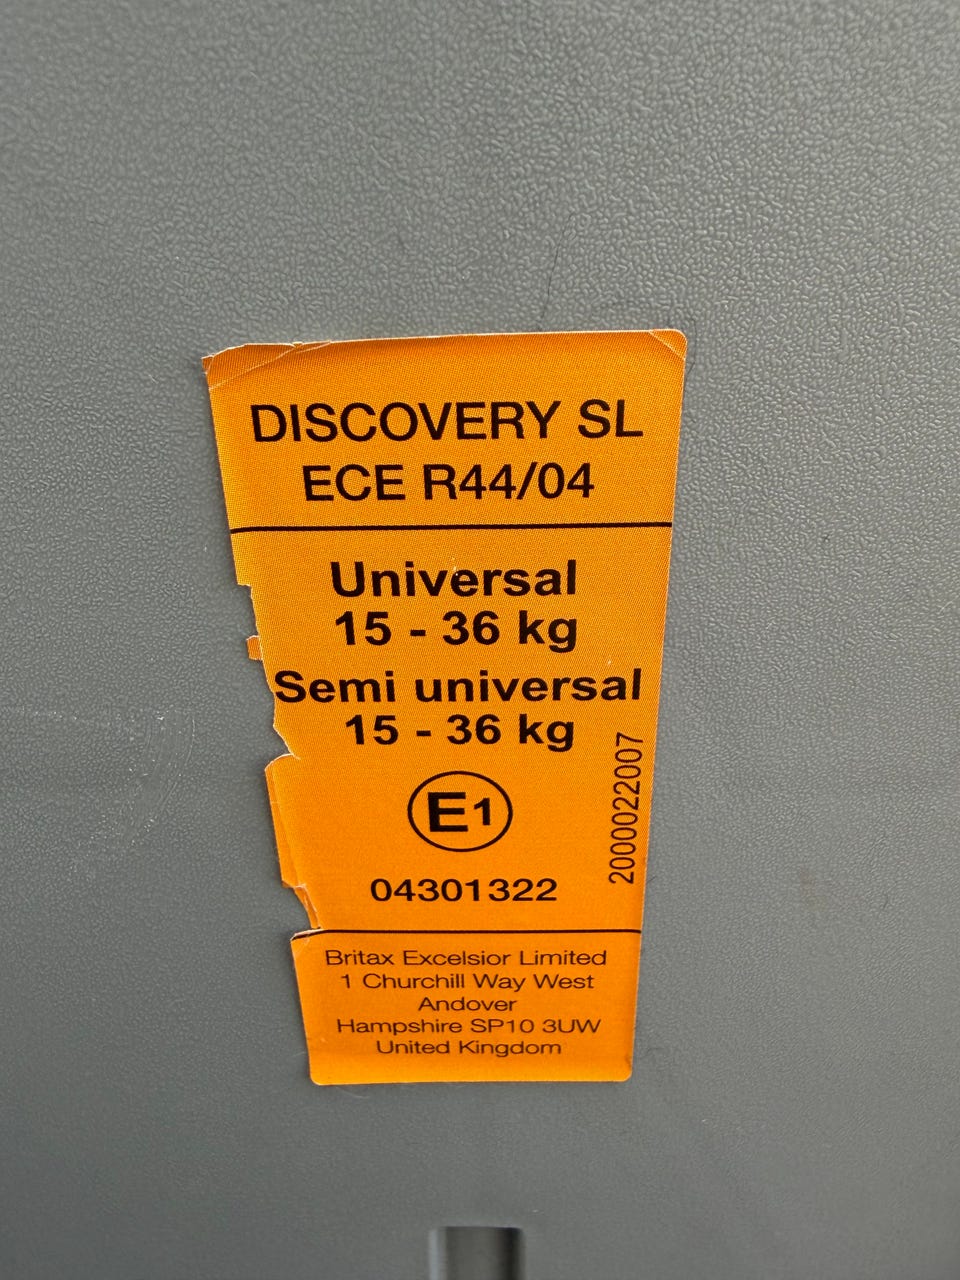 DISCOVERY SL
ECE R44/04
Universal
15 - 36 kg
Semi universal
15 - 36 kg
E1
04301322
2000022007
Britax Excelsior Limited
1 Churchill Way West
Andover
Hampshire SP10 3UW
United Kingdom